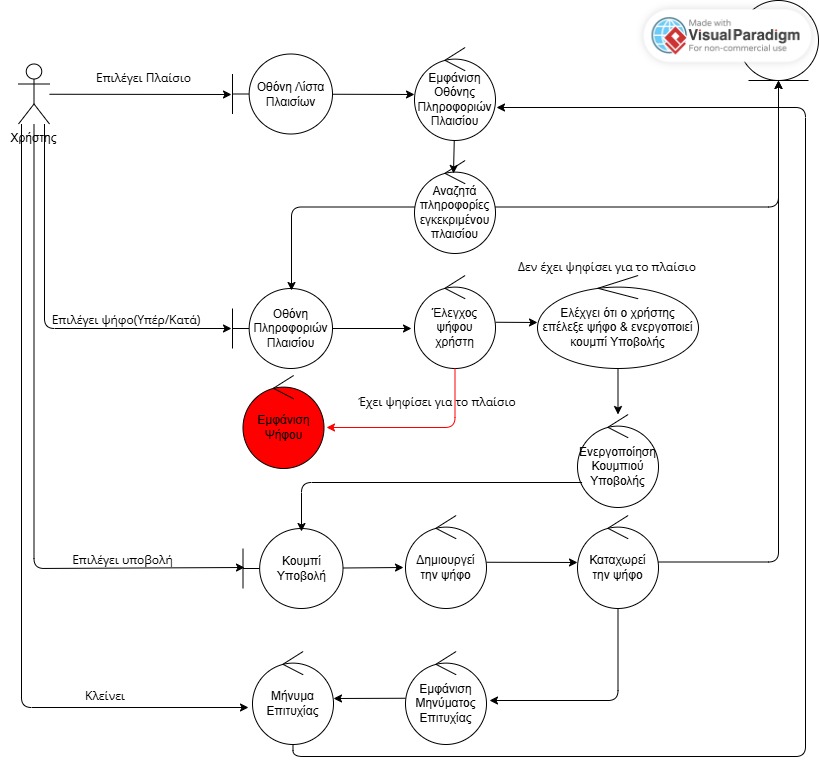 Made with
VisualParadigm
For non-commercial use
Επιλέγει Πλαίσιο
Οθόνη Λίστα
Πλαισίων
Εμφάνιση
Οθόνης
Πληροφοριών
Πλαισίου
Χρήστης
Αναζητά
πληροφορίες
εγκεκριμένου
πλαισίου
Δεν έχει ψηφίσει για το πλαίσιο
Επιλέγει ψήφο(Υπέρ/Κατά)
Οθόνη
Πληροφοριών
Πλαισίου
Έλεγχος
ψήφου
χρήστη
Ελέχγει ότι ο χρήστης
επέλεξε ψήφο & ενεργοποιεί
κουμπί Υποβολής
Έχει ψηφίσει για το πλαίσιο
Εμφάνιση
Ψήφου
Ενεργοποίηση
Κουμπιού
Υποβολής
Επιλέγει υποβολή
Κουμπί
Υποβολή
Δημιουργεί
την ψήφο
Καταχωρεί
την ψήφο
Κλείνει
Μήνυμα
Επιτυχίας
Εμφάνιση
Μηνύματος
Επιτυχίας